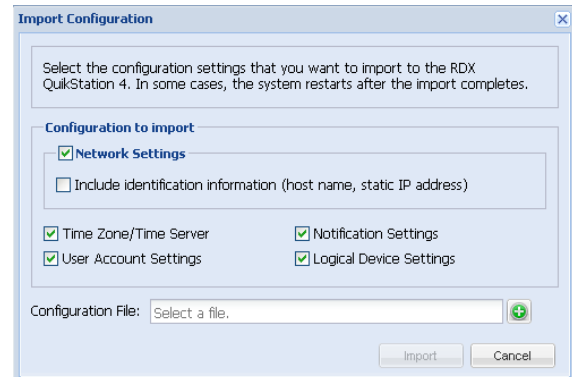 Import Configuration
Select the configuration settings that you want to import to the RDX
QuikStation 4. In some cases, the system restarts after the import completes.
Configuration to import
Network Settings
Include identification information (host name, static IP address)
Time Zone/Time Server
Notification Settings
User Account Settings
Logical Device Settings
Configuration File:
Select a file.
Import
Cancel